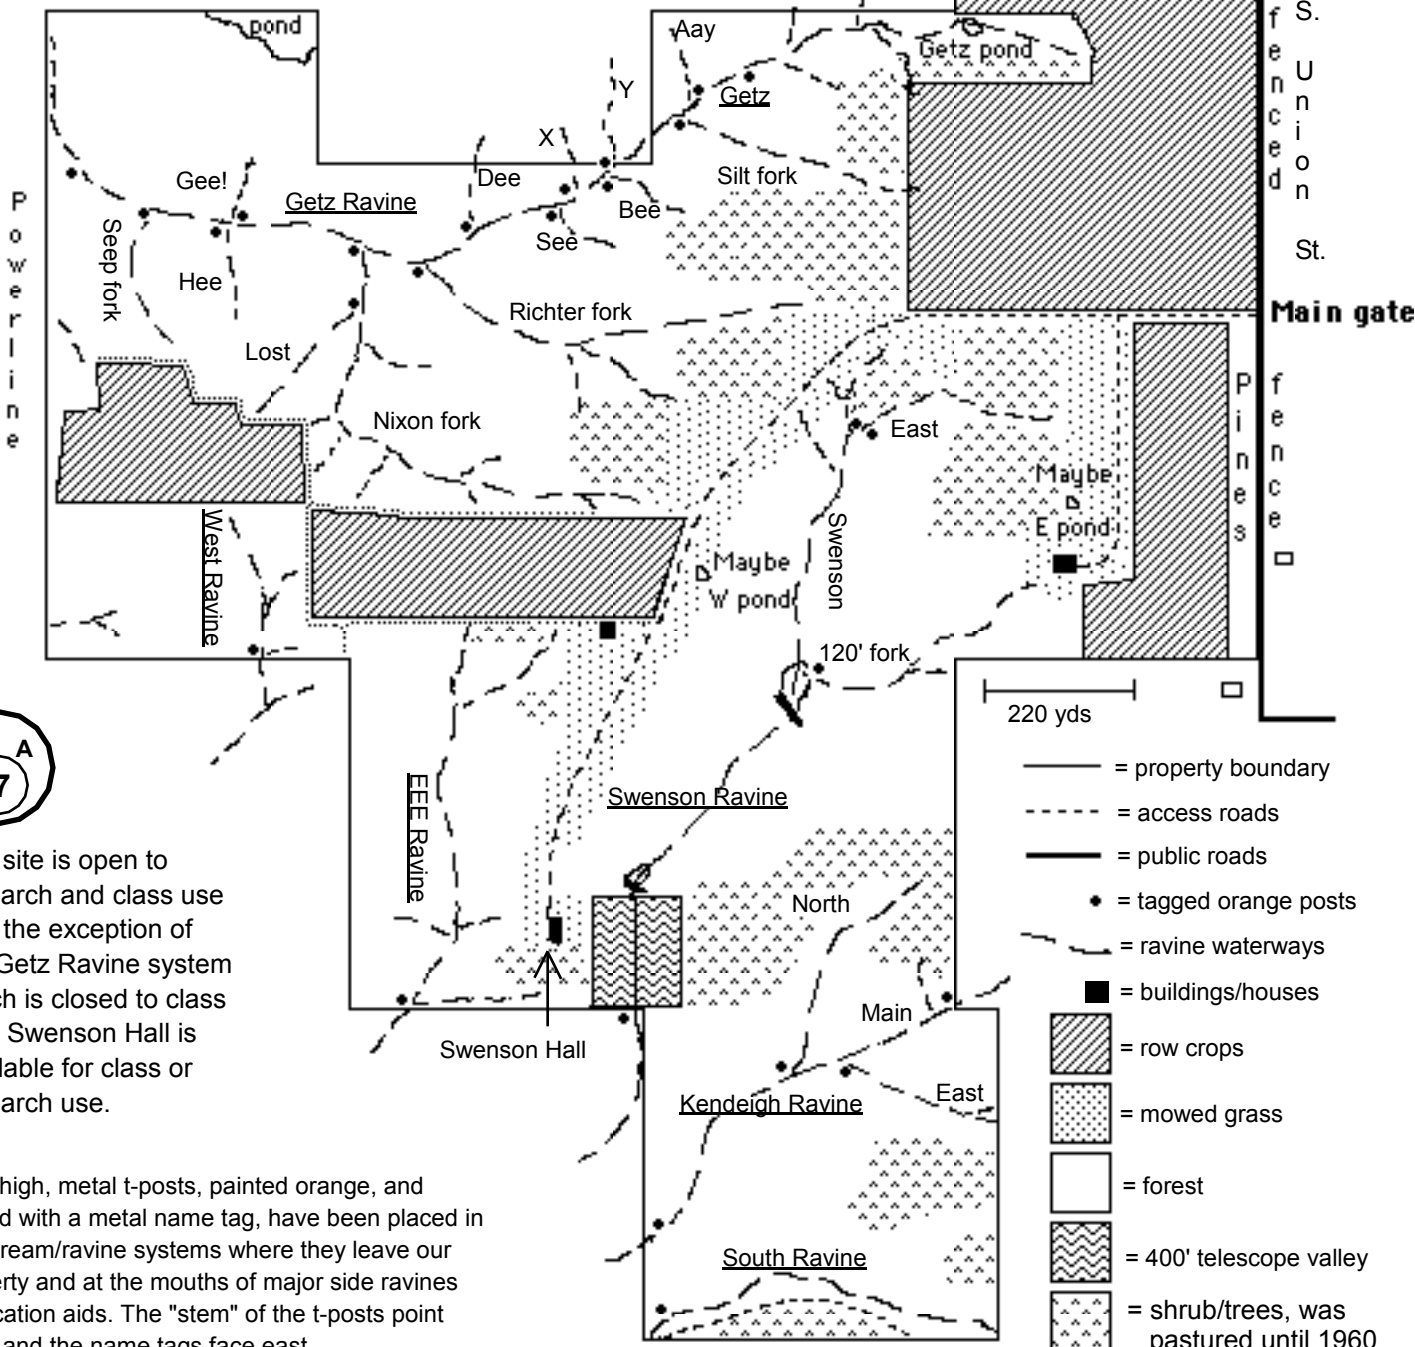 pond
Aay
Getz pond
Getz
Y
X
Dee
Silt fork
Bee
See
Gee!
Getz Ravine
Seep fork
Hee
Richter fork
Lost
Nixon fork
Powerline
fenced
S. Union St.
Main gate
Pines
fence
East
Maybe
E pond
Swenson
Maybe
W pond
West Ravine
120' fork
220 yds
A
7
EEE Ravine
Swenson Ravine
North
Main
East
Swenson Hall
Kendeigh Ravine
South Ravine
site is open to
arch and class use
the exception of
Getz Ravine system
ch is closed to class
Swenson Hall is
lable for class or
arch use.
high, metal t-posts, painted orange, and
d with a metal name tag, have been placed in
ream/ravine systems where they leave our
erty and at the mouths of major side ravines
cation aids. The "stem" of the t-posts point
and the name tags face east
= property boundary
= access roads
= public roads
= tagged orange posts
= ravine waterways
= buildings/houses
= row crops
= mowed grass
= forest
= 400' telescope valley
= shrub/trees, was
pastured until 1960